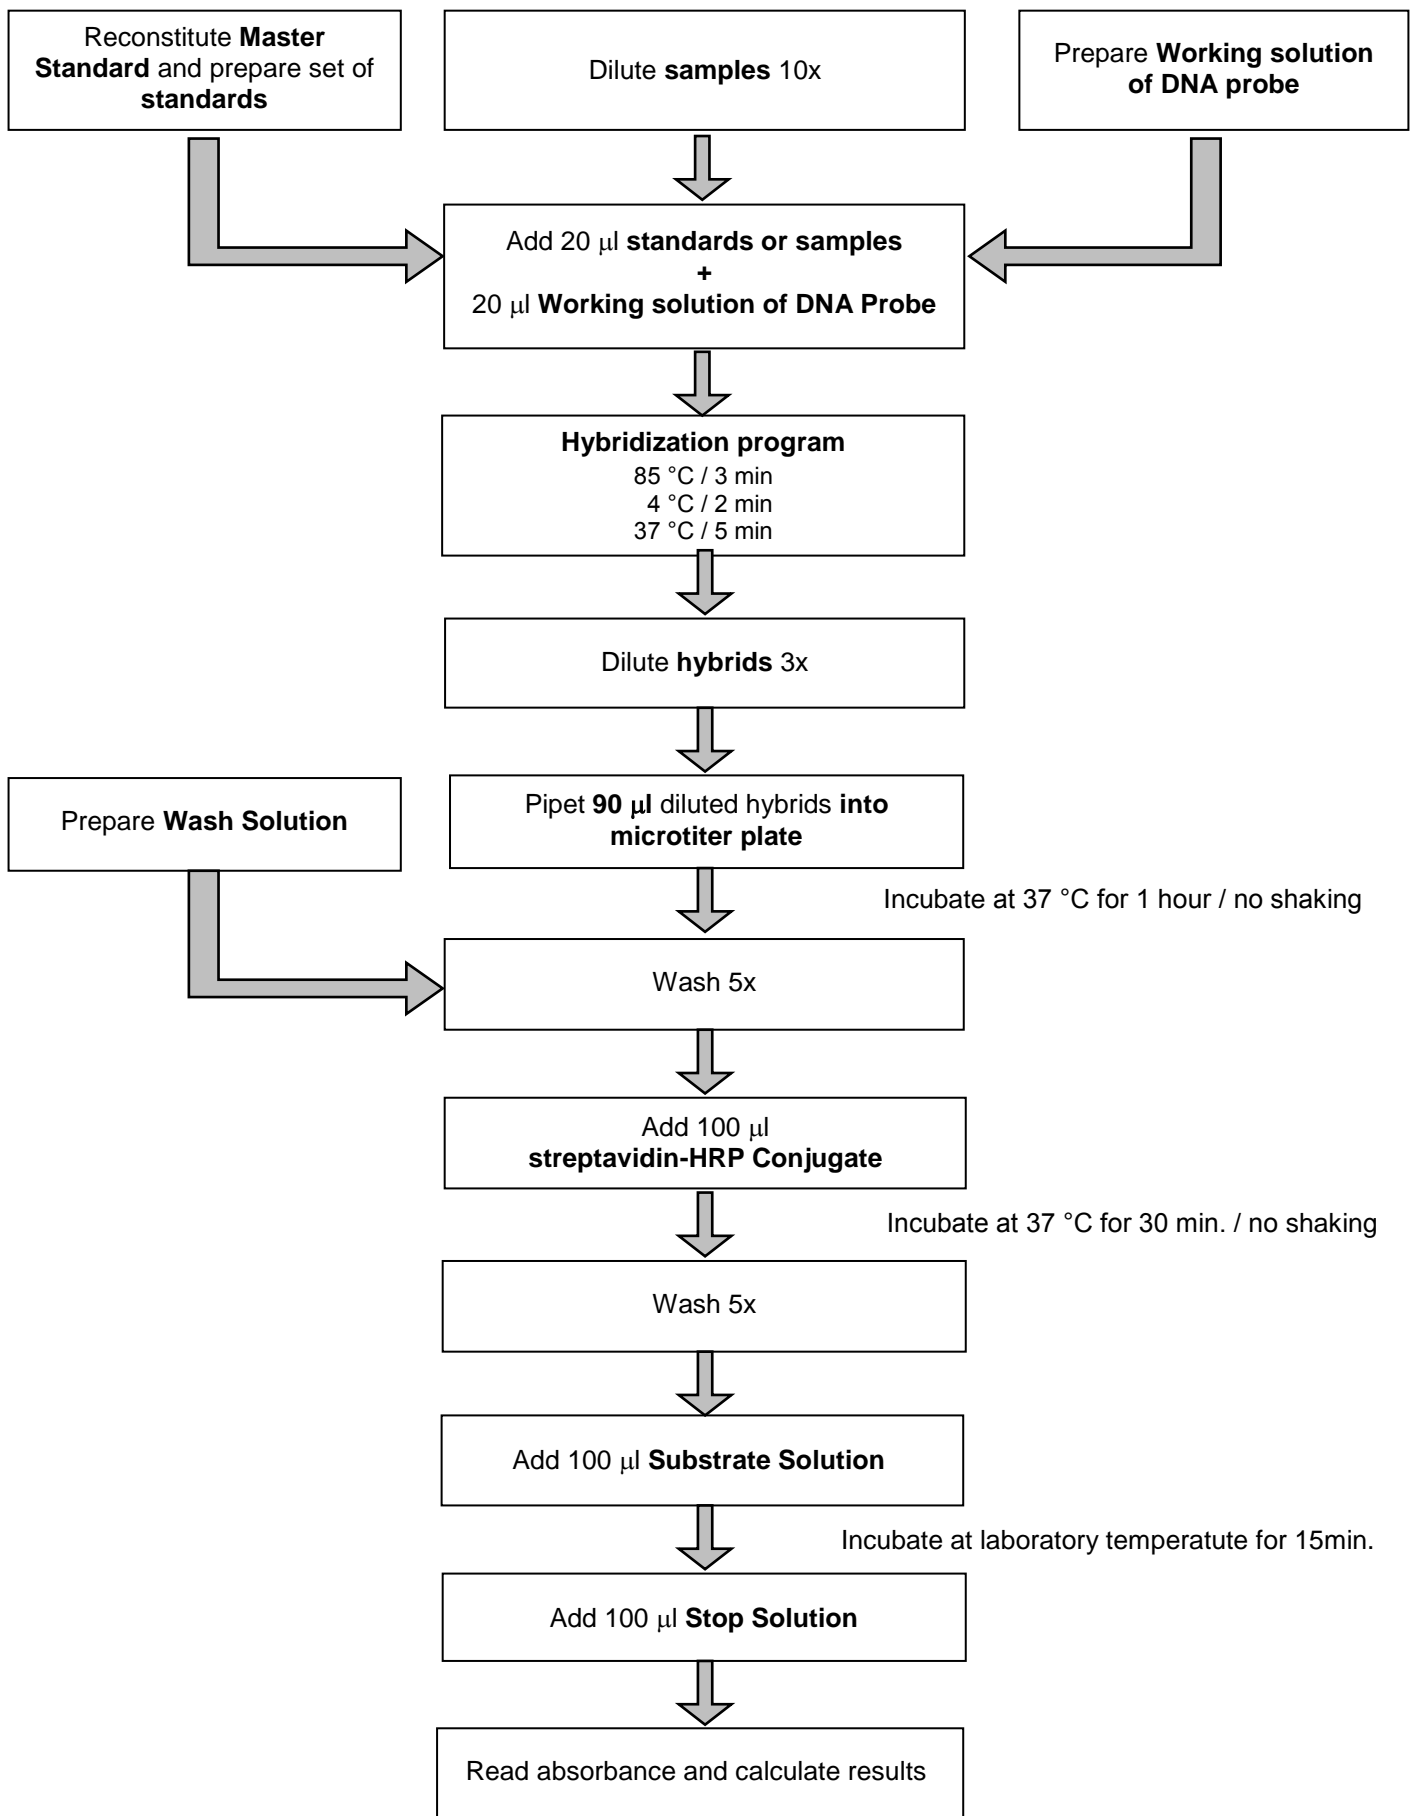 Reconstitute Master
Standard and prepare set of
standards
Dilute samples 10x
Prepare Working solution
of DNA probe
Add 20 μl standards or samples
+
20 μl Working solution of DNA Probe
Hybridization program
85 °C / 3 min
4 °C / 2 min
37 °C / 5 min
Dilute hybrids 3x
Prepare Wash Solution
Pipet 90 μl diluted hybrids into
microtiter plate
Incubate at 37 °C for 1 hour / no shaking
Wash 5x
Add 100 μl
streptavidin-HRP Conjugate
Incubate at 37 °C for 30 min. / no shaking
Wash 5x
Add 100 μl Substrate Solution
Incubate at laboratory temperatute for 15min.
Add 100 μl Stop Solution
Read absorbance and calculate results